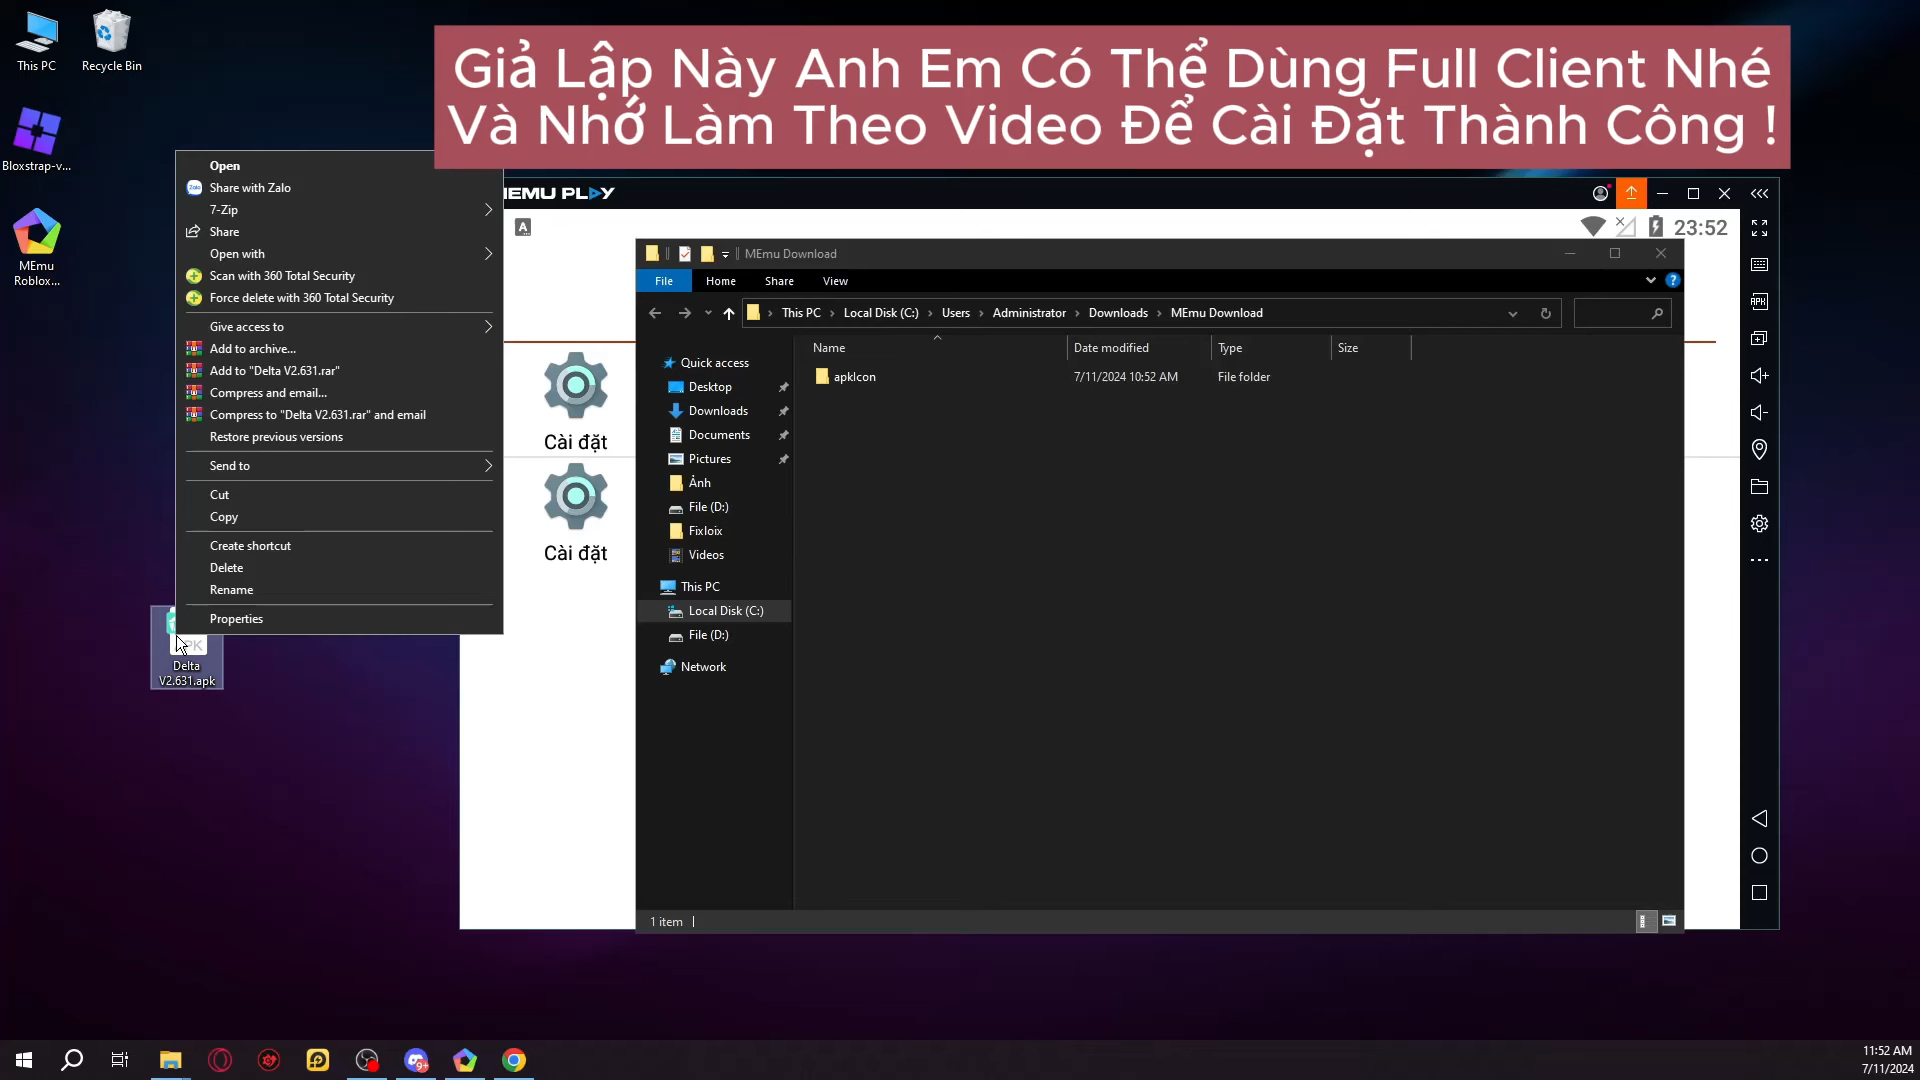 This PC
Recycle Bin
Giả Lập Này Anh Em Có Thể Dùng Full Client Nhé
Và Nhớ Làm Theo Video Để Cài Đặt Thành Công !
Bloxstrap-v...
MEmu
Roblox...
Open
Zalo
Share with Zalo
7-Zip
Share
Open with
Scan with 360 Total Security
Force delete with 360 Total Security
Give access to
Add to archive...
Add to "Delta V2.631.rar"
Compress and email...
Compress to "Delta V2.631.rar" and email
Restore previous versions
Send to
Cut
Copy
Create shortcut
Delete
Rename
Properties
PK
Delta
V2.631.apk
EMU PLAY
A
23:52
APK
Cài đặt
Cài đặt
MEmu Download
File
Home
Share
View
This PC
Local Disk (C:)
Users
Administrator
Downloads
MEmu Download
Name
Date modified
Type
Size
apkIcon
7/11/2024 10:52 AM
File folder
Quick access
Desktop
Downloads
Documents
Pictures
Ảnh
File (D:)
Fixloix
Videos
This PC
Local Disk (C:)
File (D:)
Network
1 item
9+
11:52 AM
7/11/2024